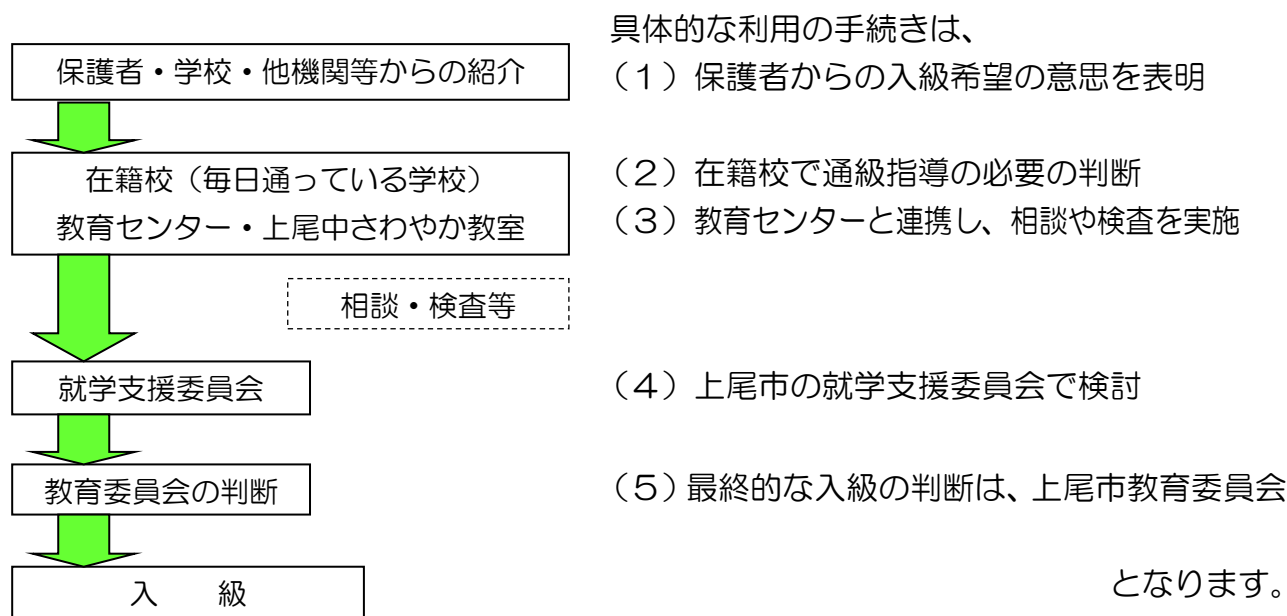 具体的な利用の手続きは、
保護者・学校・他機関等からの紹介
（１）保護者からの入級希望の意思を表明
在籍校（毎日通っている学校）
教育センター・上尾中さわやか教室
（２）在籍校で通級指導の必要の判断
（３）教育センターと連携し、相談や検査を実施
相談・検査等
就学支援委員会
（４）上尾市の就学支援委員会で検討
教育委員会の判断
（５）最終的な入級の判断は、上尾市教育委員会
入　　級
となります。